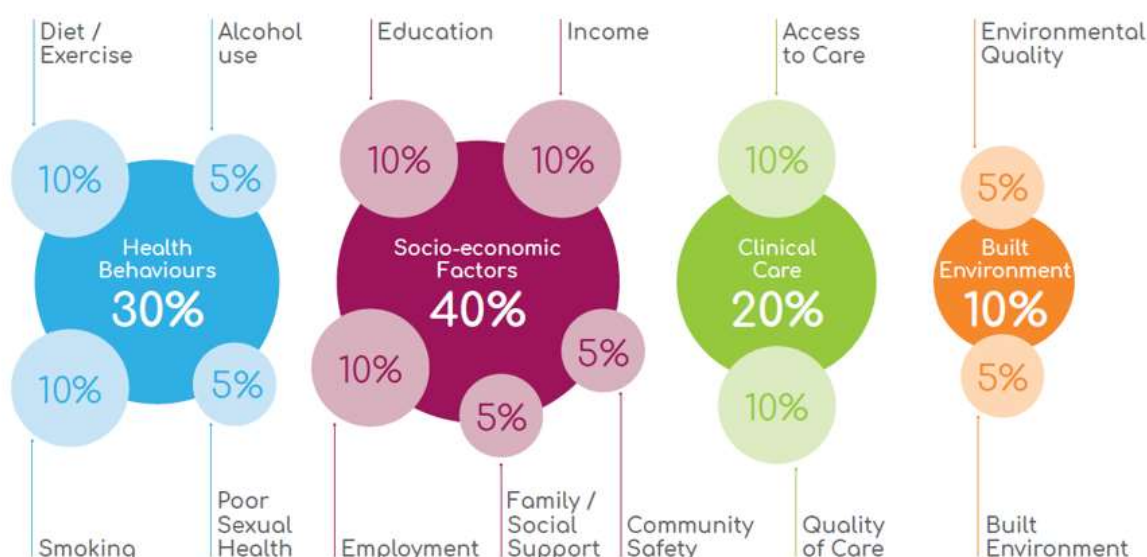 Diet /
Exercise
Alcohol
use
Education
Income
Access
to Care
Environmental
Quality
10%
5%
10%
10%
10%
5%
Health
Behaviours
30%
Socio-economic
Factors
40%
Clinical
Care
20%
Built
Environment
10%
10%
5%
10%
5%
5%
10%
5%
Smoking
Poor
Sexual
Health
Employment
Family /
Social
Support
Community
Safety
Quality
of Care
Built
Environment